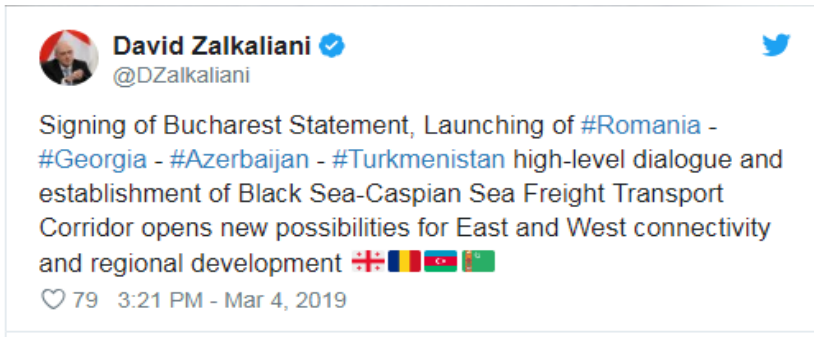 David Zalkaliani
@DZalkaliani
Signing of Bucharest Statement, Launching of #Romania -
#Georgia - #Azerbaijan - #Turkmenistan high-level dialogue and
establishment of Black Sea-Caspian Sea Freight Transport
Corridor opens new possibilities for East and West connectivity
and regional development 🇬🇪🇷🇴🇦🇿🇹🇲
79 3:21 PM - Mar 4, 2019